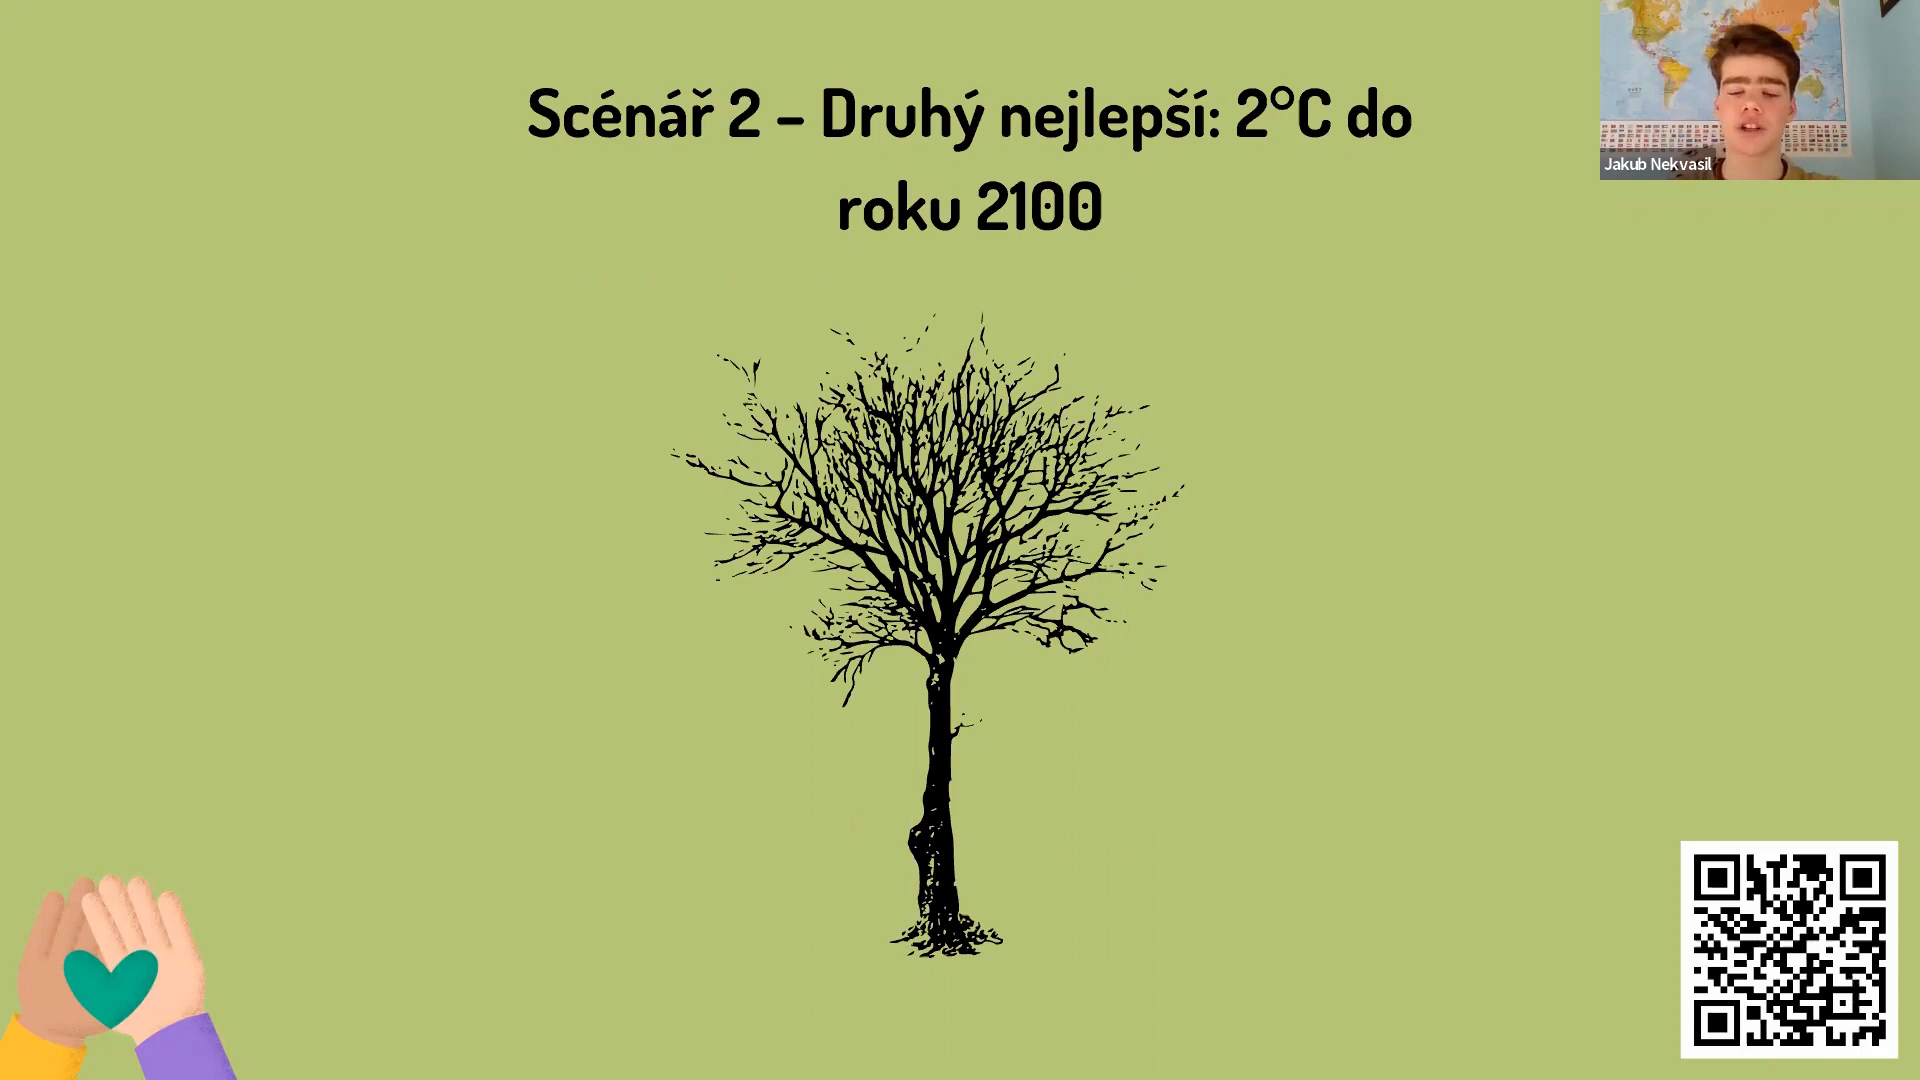 Scénář 2 – Druhý nejlepší: 2°C do
roku 2100
Jakub Nekvasil